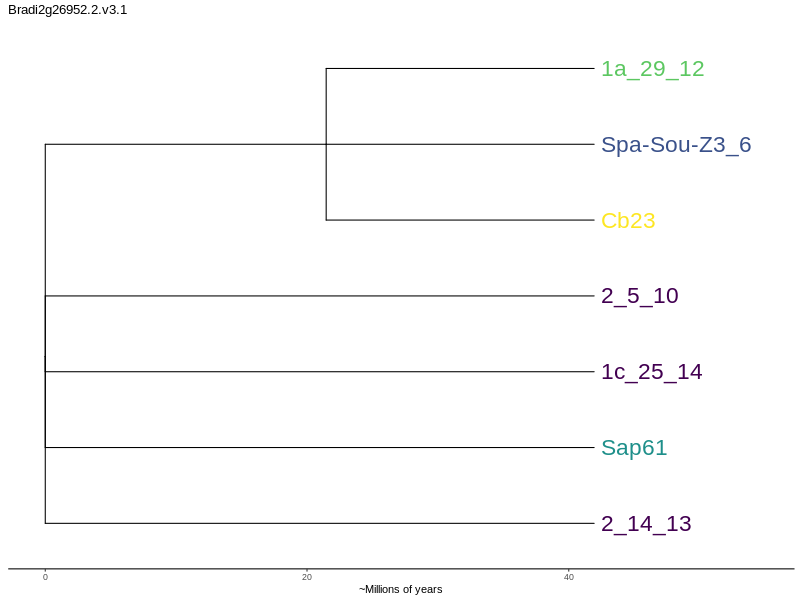 Bradi2g26952.2.v3.1
1a_29_12
Spa-Sou-Z3_6
Cb23
2_5_10
1c_25_14
Sap61
2_14_13
0 20 40
~Millions of years